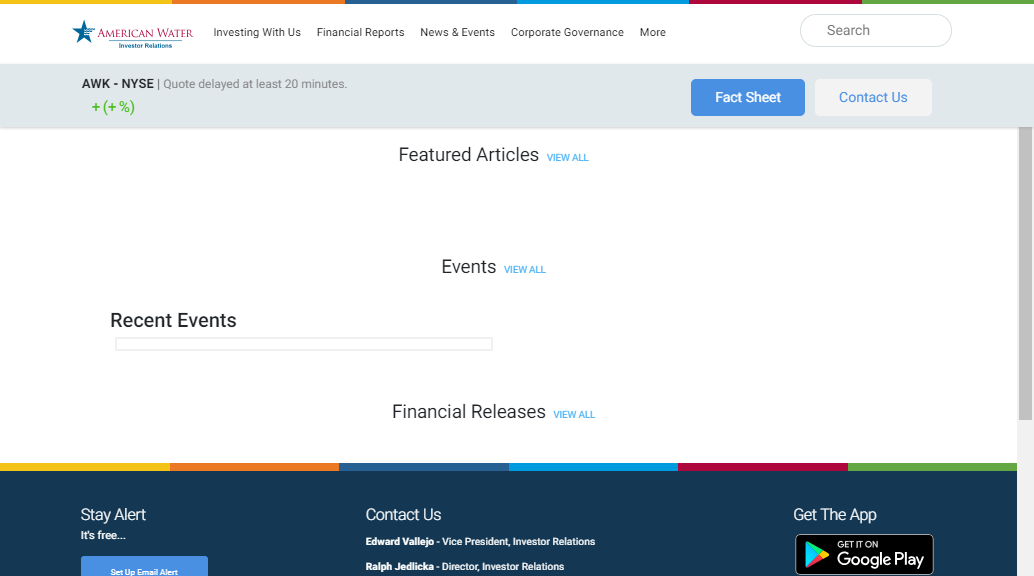 AMERICAN WATER
Investor Relations
Investing With Us Financial Reports News & Events Corporate Governance More
Search
AWK - NYSE | Quote delayed at least 20 minutes.
+ (+ %)
Fact Sheet
Contact Us
Featured Articles VIEW ALL
Events VIEW ALL
Recent Events
Financial Releases VIEW ALL
Stay Alert
It's free...
Set Up Email Alert
Contact Us
Edward Vallejo - Vice President, Investor Relations
Ralph Jedlicka - Director, Investor Relations
Get The App
GET IT ON
Google Play